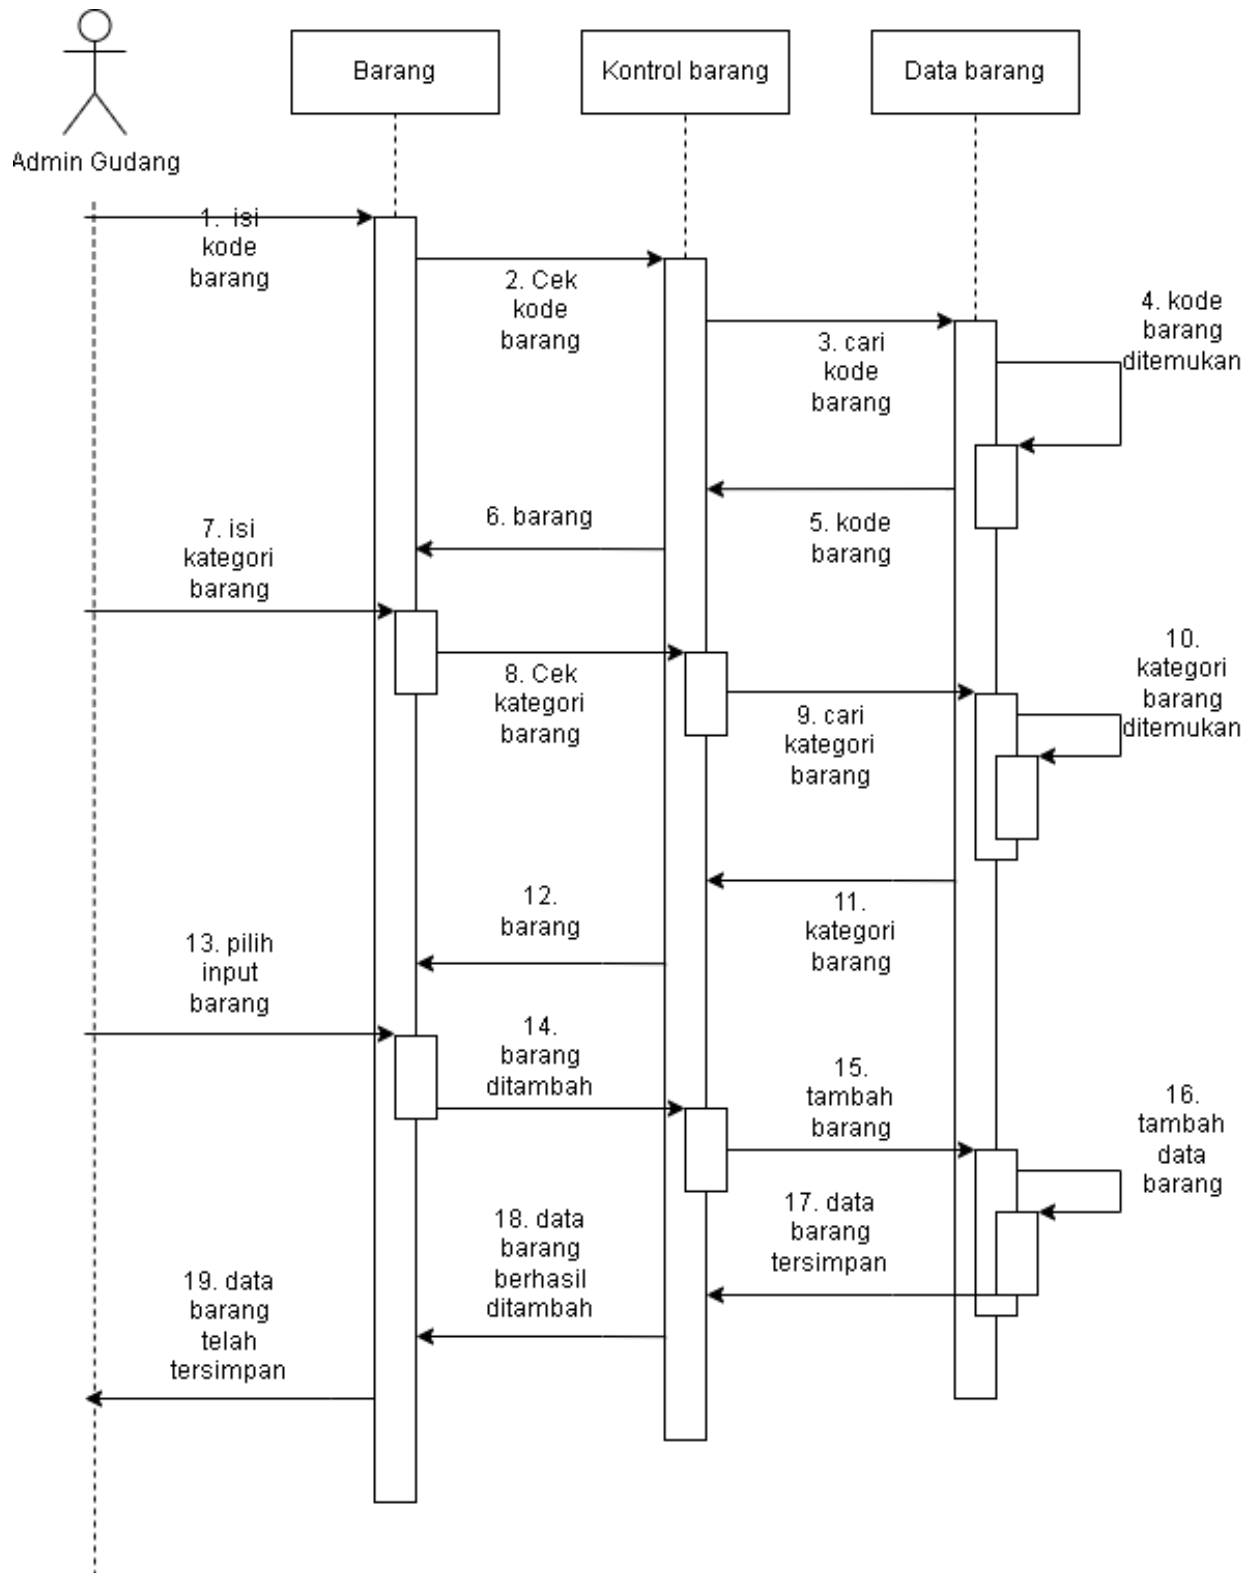 Barang
Kontrol barang
Data barang
Admin Gudang
1. isi
kode
barang
2. Cek
kode
barang
3. cari
kode
barang
4. kode
barang
ditemukan
5. kode
barang
6. barang
7. isi
kategori
barang
8. Cek
kategori
barang
9. cari
kategori
barang
10.
kategori
barang
ditemukan
11.
kategori
barang
12.
barang
13. pilih
input
barang
14.
barang
ditambah
15.
tambah
barang
16.
tambah
data
barang
17. data
barang
tersimpan
18. data
barang
berhasil
ditambah
19. data
barang
telah
tersimpan